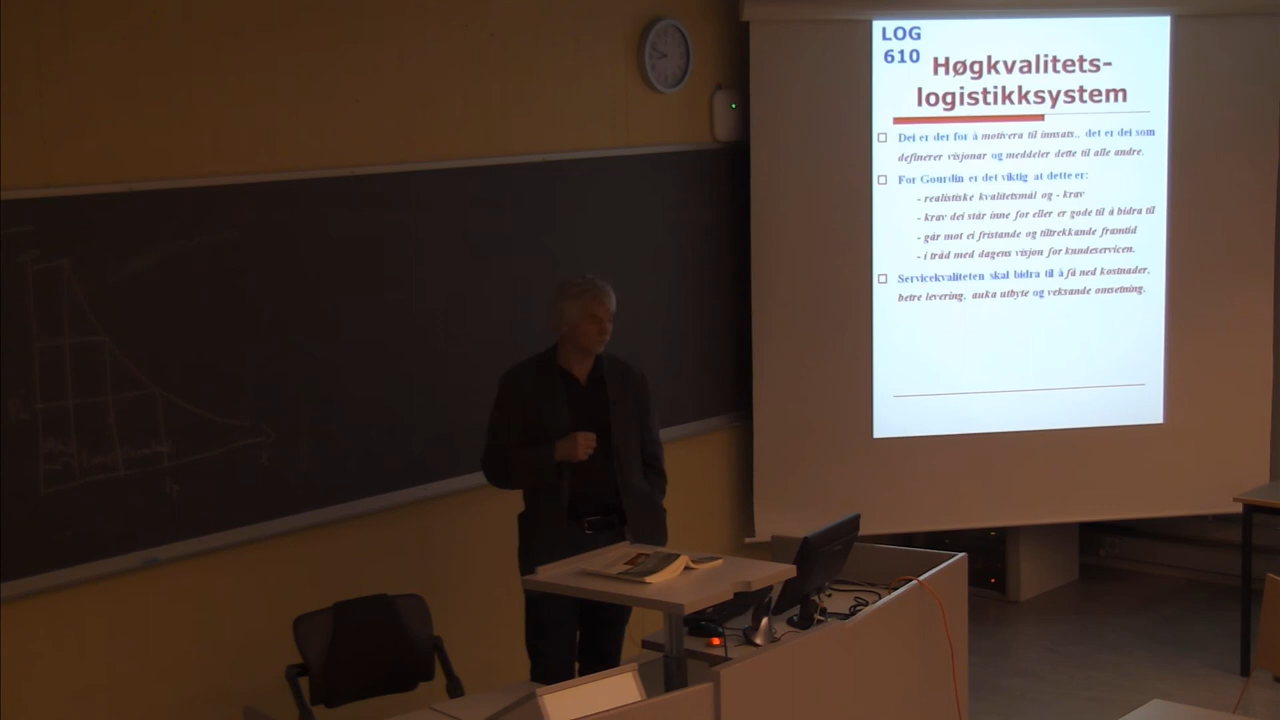 LOG
610
Høgkvalitets-
logistikksystem
Dei er der for å motivera til innsats., det er dei som
definerer visjonar og meddeler dette til alle andre.
For Gourdin er det viktig at dette er:
- realistiske kvalitetsmål og - krav
- krav dei står inne for eller er gode til å bidra til
- går mot ei fristande og tiltrekkande framtid
- i tråd med dagens visjon for kundeservicen.
Servicekvaliteten skal bidra til å få ned kostnader,
betre levering, auka utbyte og veksande omsetning.